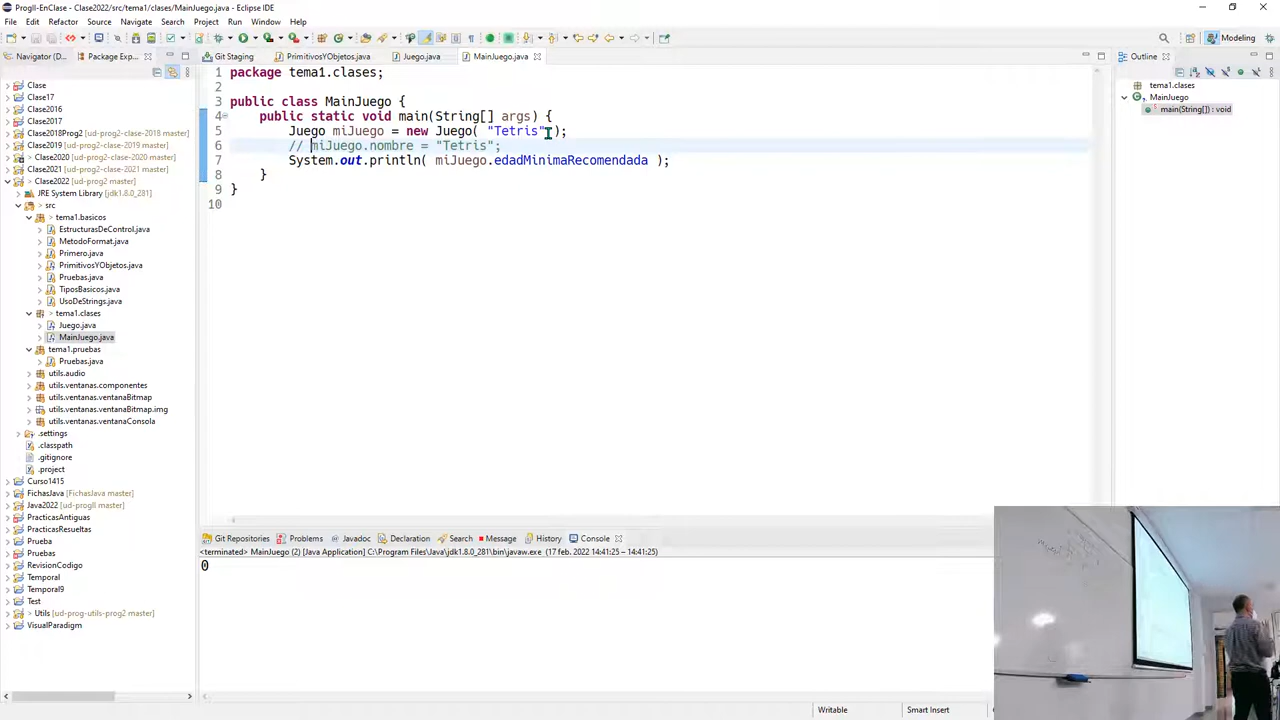 ProgII-EnClase - Clase2022/src/tema1/clases/MainJuego.java - Eclipse IDE
File Edit Refactor Source Navigate Search Project Run Window Help
Modeling
Navigator (D...
Package Exp...
Git Staging
PrimitivosYObjetos.java
Juego.java
MainJuego.java
Outline
Clase
Clase17
Clase2016
Clase2017
Clase2018Prog2 [ud-prog2-clase-2018 master]
Clase2019 [ud-prog2-clase-2019 master]
> Clase2020 [ud-prog2-clase-2020 master]
Clase2021 [ud-prog2-clase-2021 master]
> Clase2022 [ud-prog2 master]
JRE System Library [jdk1.8.0_281]
src
tema1.basicos
EstructurasDeControl.java
MetodoFormat.java
Primero.java
PrimitivosYObjetos.java
Pruebas.java
TiposBasicos.java
UsoDeStrings.java
tema1.clases
Juego.java
MainJuego.java
tema1.pruebas
Pruebas.java
utils.audio
utils.ventanas.componentes
utils.ventanas.ventanaBitmap
utils.ventanas.ventanaBitmap.img
utils.ventanas.ventanaConsola
.settings
.classpath
.gitignore
.project
Curso1415
FichasJava [FichasJava master]
Java2022 [ud-progII master]
PracticasAntiguas
PracticasResueltas
Prueba
Pruebas
RevisionCodigo
Temporal
Temporal9
Test
> Utils [ud-prog-utils-prog2 master]
VisualParadigm
1 package tema1.clases;
2
3 public class MainJuego {
4 public static void main(String[] args) {
5 Juego miJuego = new Juego( "Tetris" );
6 // miJuego.nombre = "Tetris";
7 System.out.println( miJuego.edadMinimaRecomendada );
8 }
9 }
10
tema1.clases
MainJuego
main(String[]) : void
Git Repositories
Problems
Javadoc
Declaration
Search
Message
History
Console
<terminated> MainJuego (2) [Java Application] C:\Program Files\Java\jdk1.8.0_281\bin\javaw.exe (17 feb. 2022 14:41:25 – 14:41:25)
0
Writable
Smart Insert